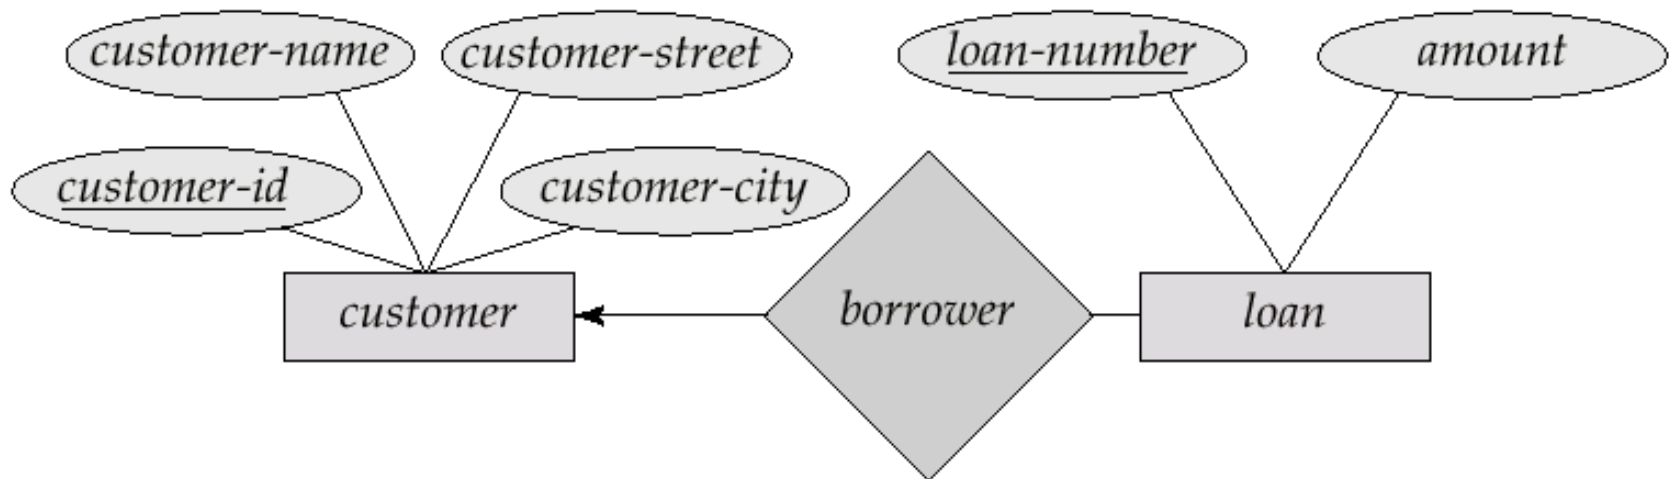 customer-name
customer-street
loan-number
amount
customer-id
customer-city
customer
borrower
loan